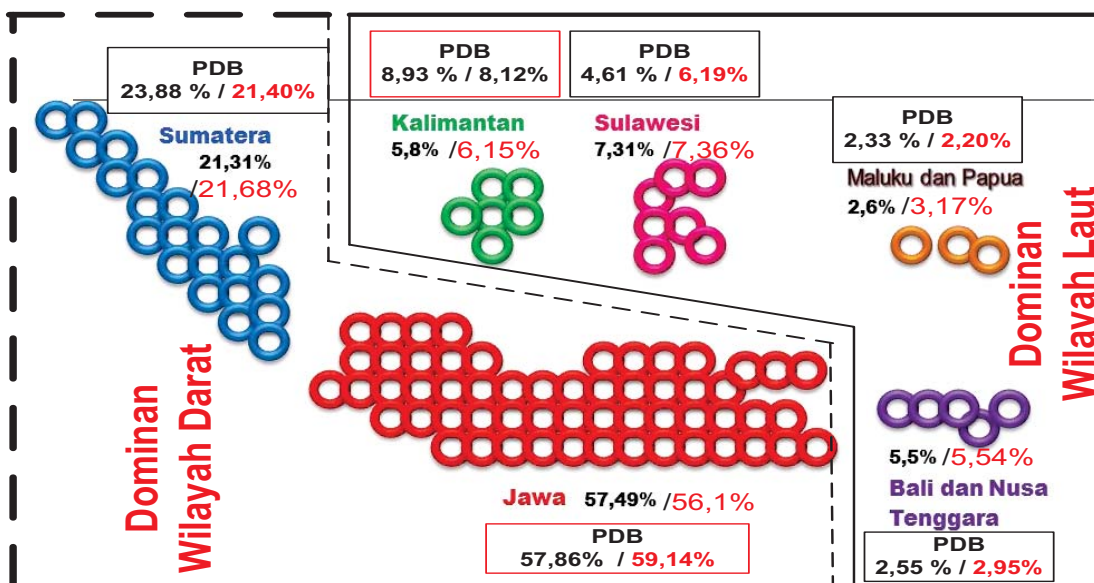 PDB
23,88 % / 21,40%
Sumatera
21,31%
/21,68%
PDB
8,93 % / 8,12%
Kalimantan
5,8% /6,15%
PDB
4,61 % / 6,19%
Sulawesi
7,31% /7,36%
PDB
2,33 % / 2,20%
Maluku dan Papua
2,6% /3,17%
Dominan
Wilayah Laut
Dominan
Wilayah Darat
Jawa 57,49% /56,1%
PDB
57,86% / 59,14%
5,5% /5,54%
Bali dan Nusa
Tenggara
PDB
2,55 % / 2,95%